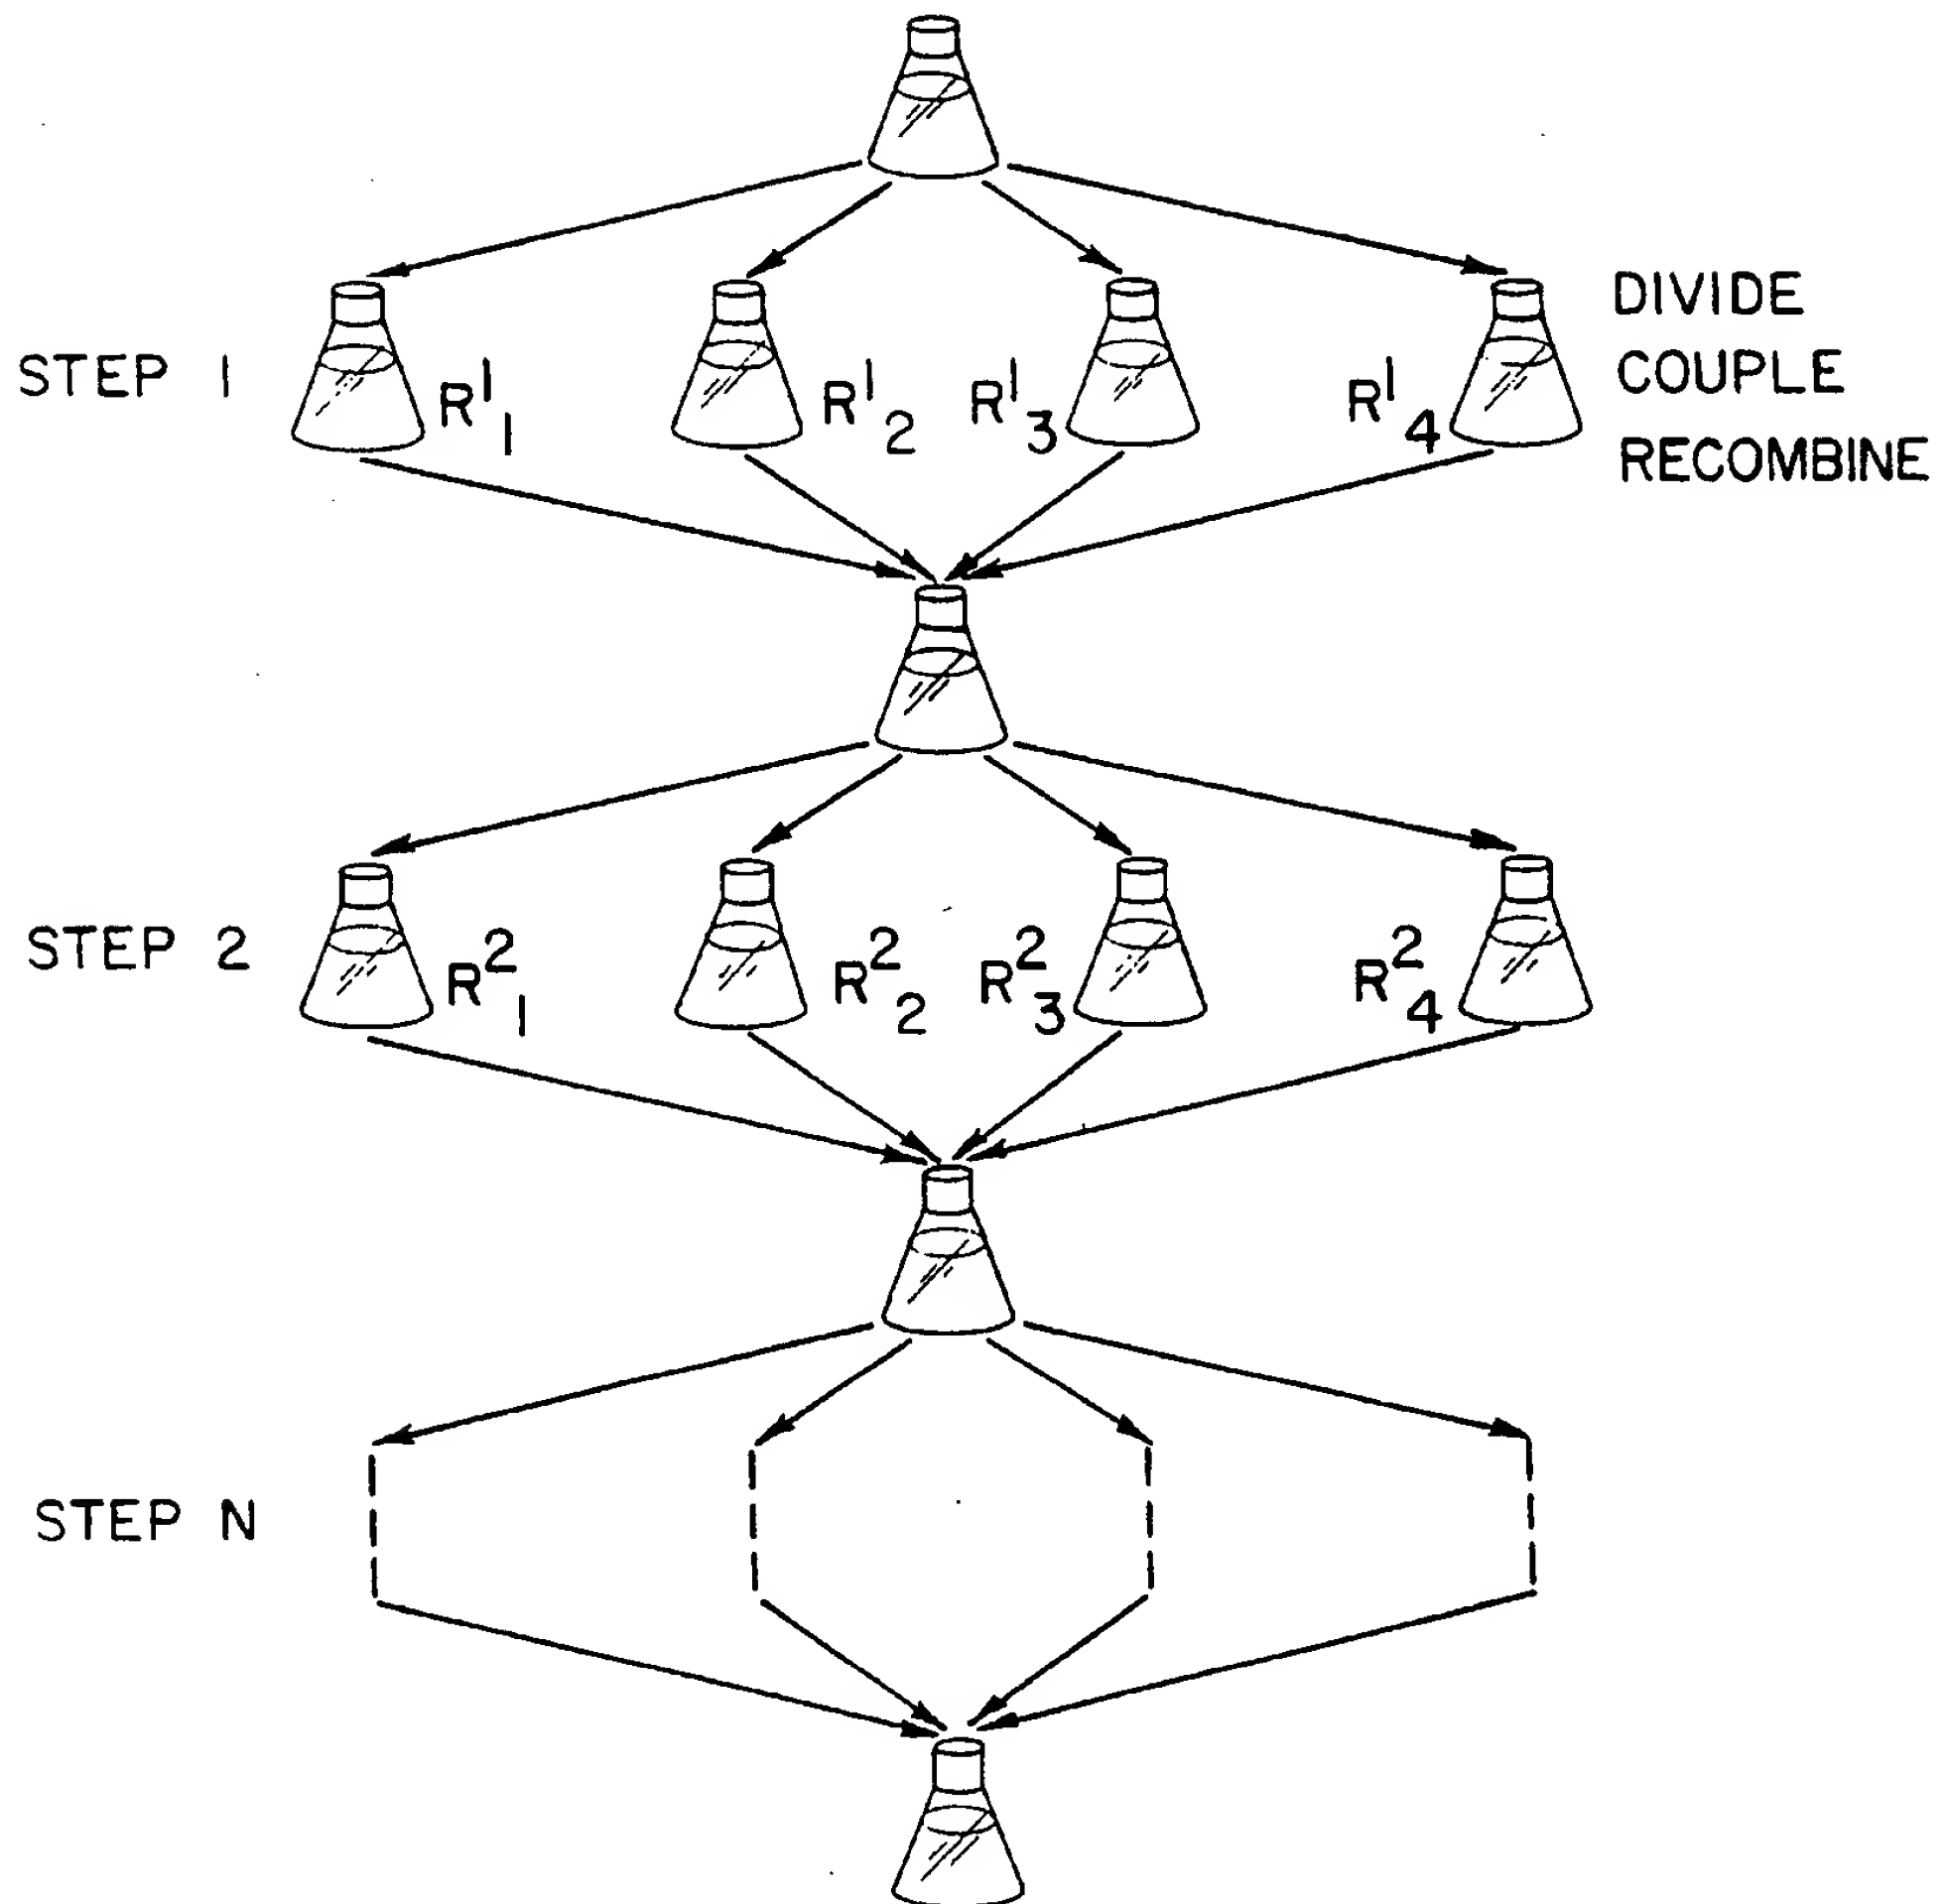 DIVIDE
STEP 1 R¹₁ R¹₂ R¹₃ R¹₄ COUPLE
RECOMBINE
STEP 2 R²₁ R²₂ R²₃ R²₄
STEP N